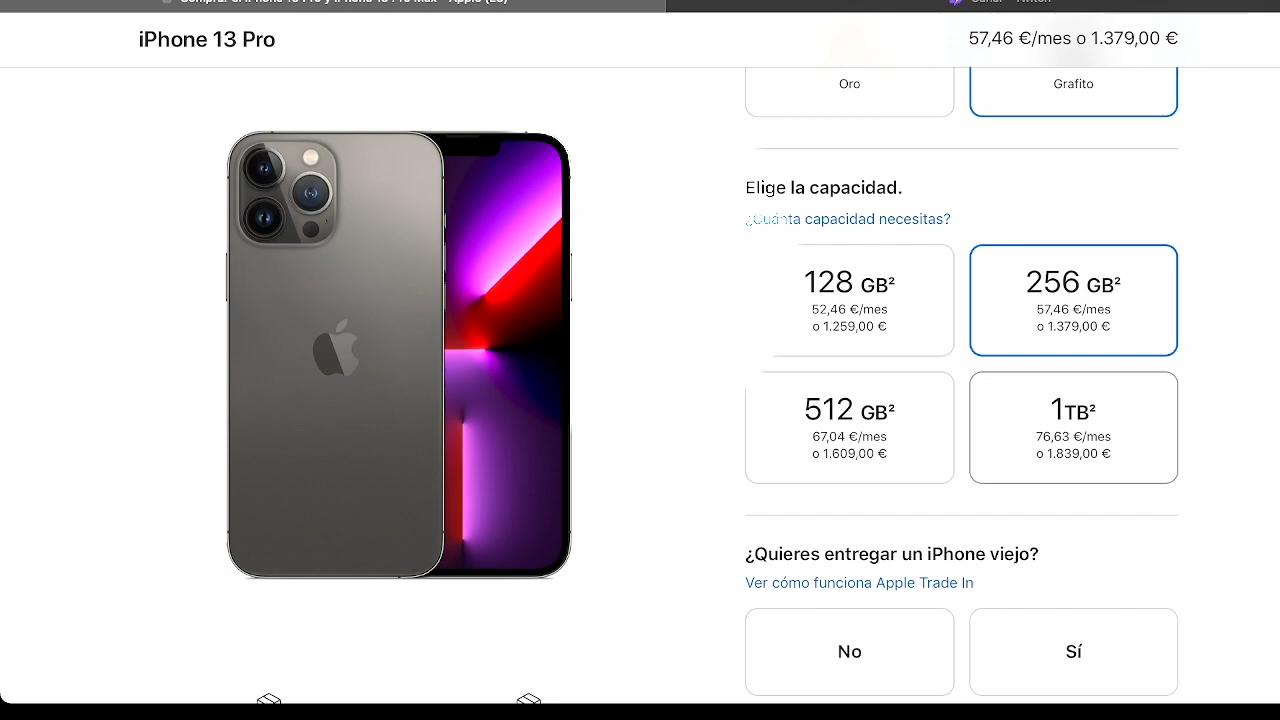 iPhone 13 Pro
57,46 €/mes o 1.379,00 €
Oro
Grafito
Elige la capacidad.
¿Cuánta capacidad necesitas?
128 GB²
52,46 €/mes
o 1.259,00 €
256 GB²
57,46 €/mes
o 1.379,00 €
512 GB²
67,04 €/mes
o 1.609,00 €
1TB²
76,63 €/mes
o 1.839,00 €
¿Quieres entregar un iPhone viejo?
Ver cómo funciona Apple Trade In
No
Sí